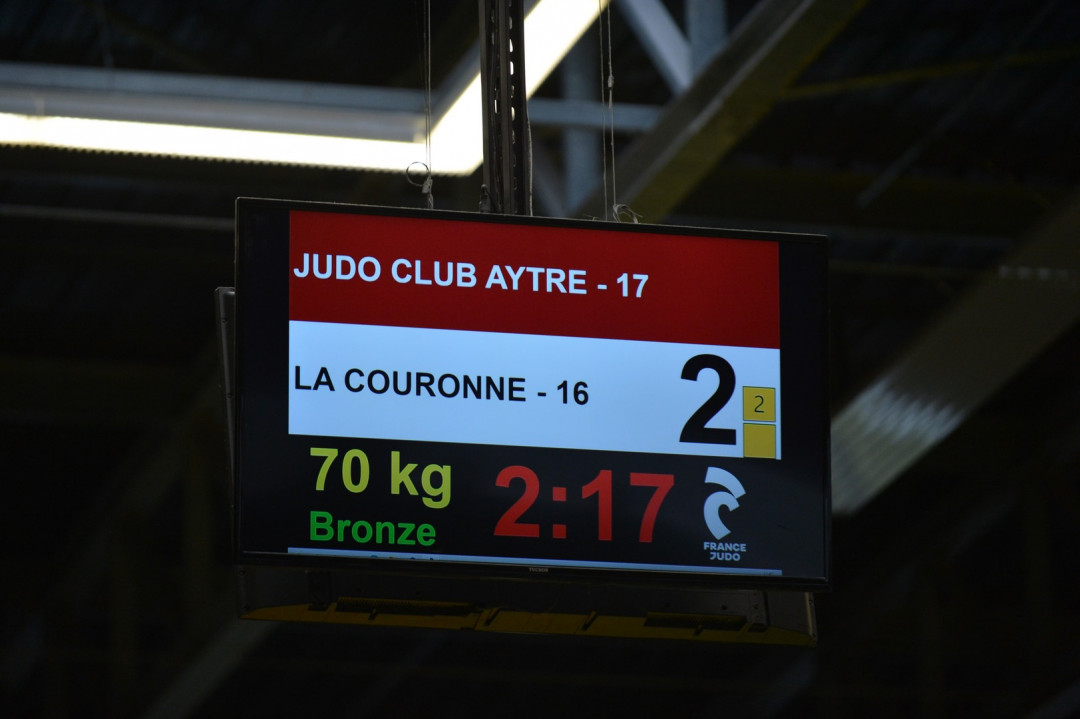 JUDO CLUB AYTRE - 17
LA COURONNE - 16
2
2
70 kg
2:17
Bronze
FRANCE
JUDO